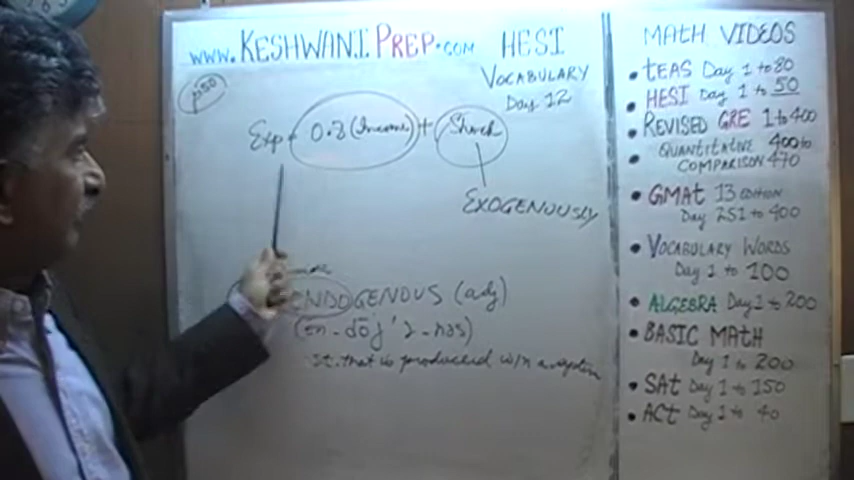 www.KESHWANIPREP.com HESI
VOCABULARY
Day 12
p50
Exp = 0.8 (Income) + Shock
EXOGENOUSLY
ENDOGENOUS (adj)
(en-dŏj'ə-nəs)
st. that is produced w/n a system
MATH VIDEOS
• TEAS Day 1 to 80
• HESI Day 1 to 50
• REVISED GRE 1 to 400
• QUANTITATIVE 400 to
COMPARISON 470
• GMAT 13 EDITION
Day 251 to 400
• VOCABULARY WORDS
Day 1 to 100
• ALGEBRA Day 1 to 200
• BASIC MATH
Day 1 to 200
• SAT Day 1 to 150
• ACT Day 1 to 40